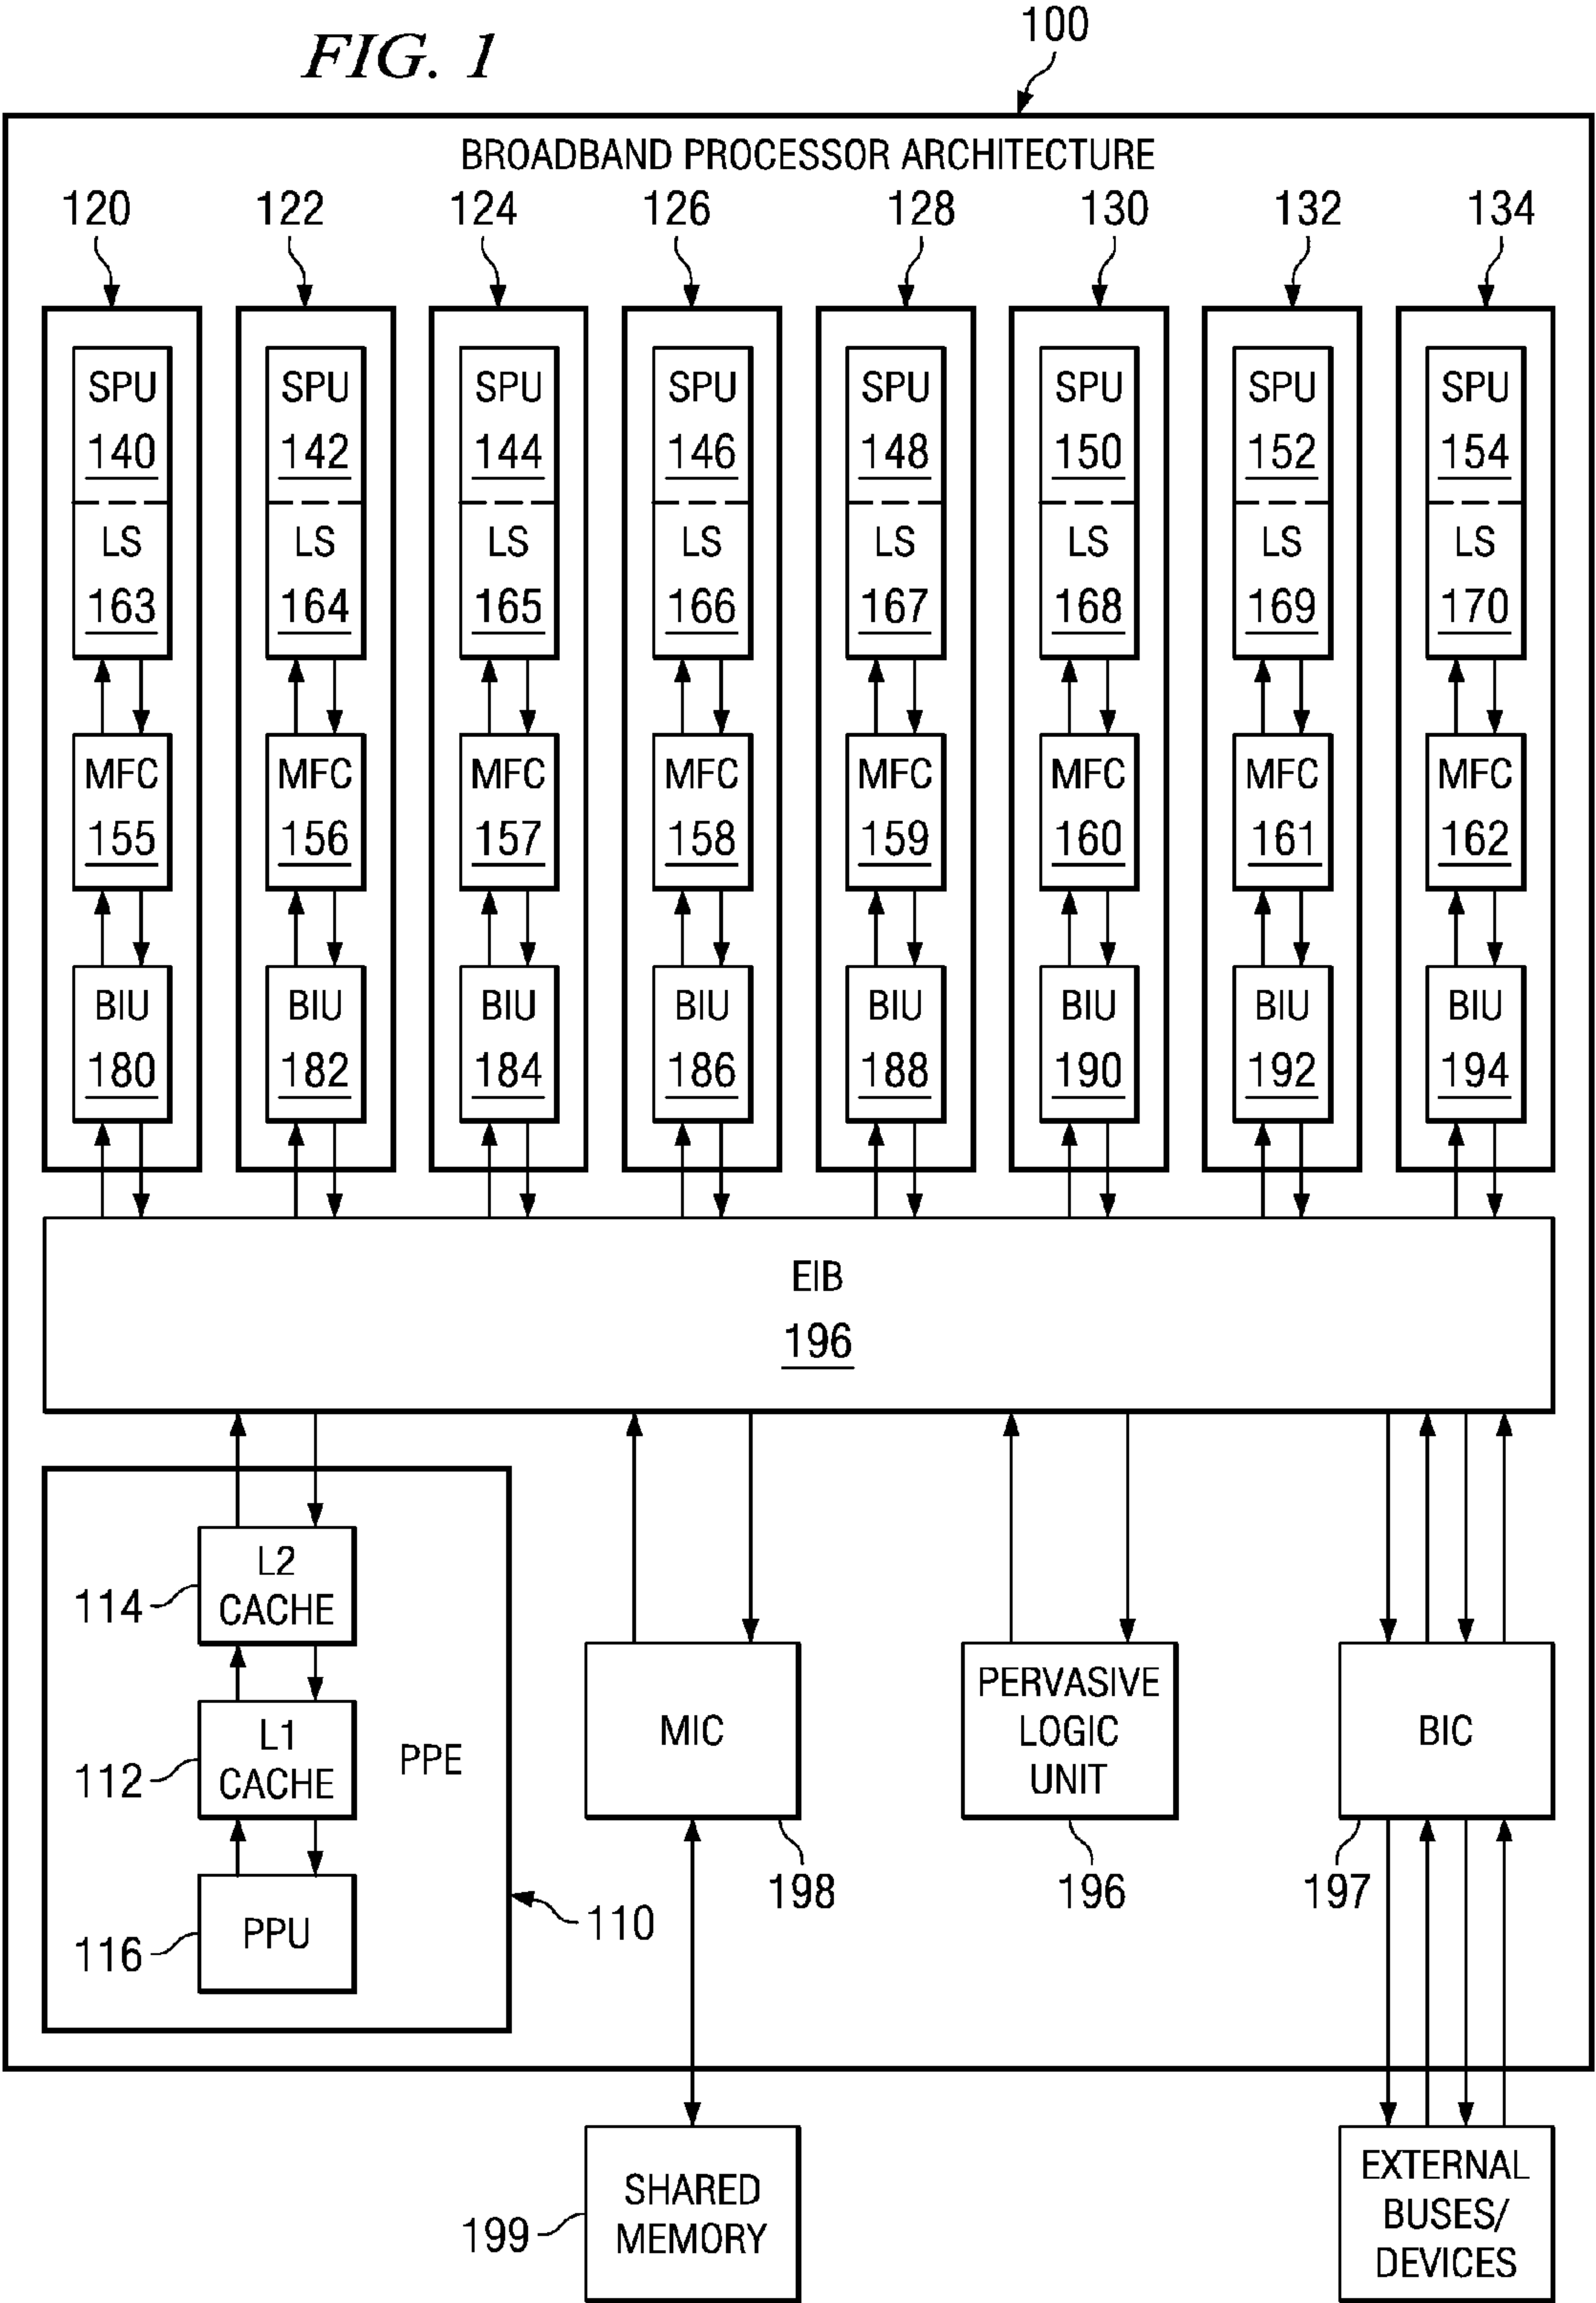 FIG. 1
100
BROADBAND PROCESSOR ARCHITECTURE
120 122 124 126 128 130 132 134
SPU SPU SPU SPU SPU SPU SPU SPU
140 142 144 146 148 150 152 154
LS LS LS LS LS LS LS LS
163 164 165 166 167 168 169 170
MFC MFC MFC MFC MFC MFC MFC MFC
155 156 157 158 159 160 161 162
BIU BIU BIU BIU BIU BIU BIU BIU
180 182 184 186 188 190 192 194
EIB
196
L2
CACHE
114
L1
CACHE
112
PPE
PPU
116
110
MIC
198
PERVASIVE
LOGIC
UNIT
196
BIC
197
SHARED
MEMORY
199
EXTERNAL
BUSES/
DEVICES